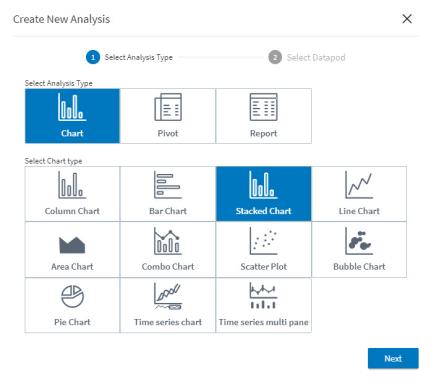 Create New Analysis
1 Select Analysis Type 2 Select Datapod
Select Analysis Type
Chart Pivot Report
Select Chart type
Column Chart Bar Chart Stacked Chart Line Chart
Area Chart Combo Chart Scatter Plot Bubble Chart
Pie Chart Time series chart Time series multi pane
Next